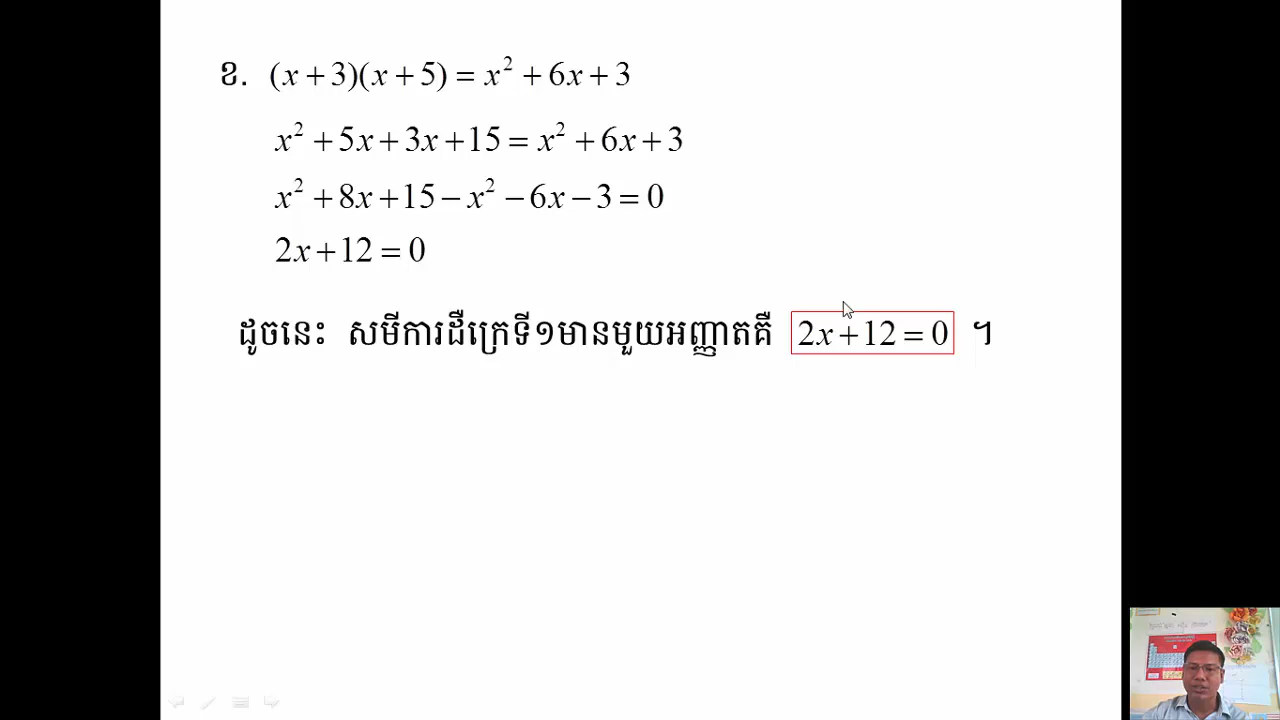 ខ. (x + 3)(x + 5) = x² + 6x + 3
x² + 5x + 3x + 15 = x² + 6x + 3
x² + 8x + 15 − x² − 6x − 3 = 0
2x + 12 = 0
ដូចនេះ សមីការដឺក្រេទី១មានមួយអញ្ញាតគឺ 2x + 12 = 0 ។